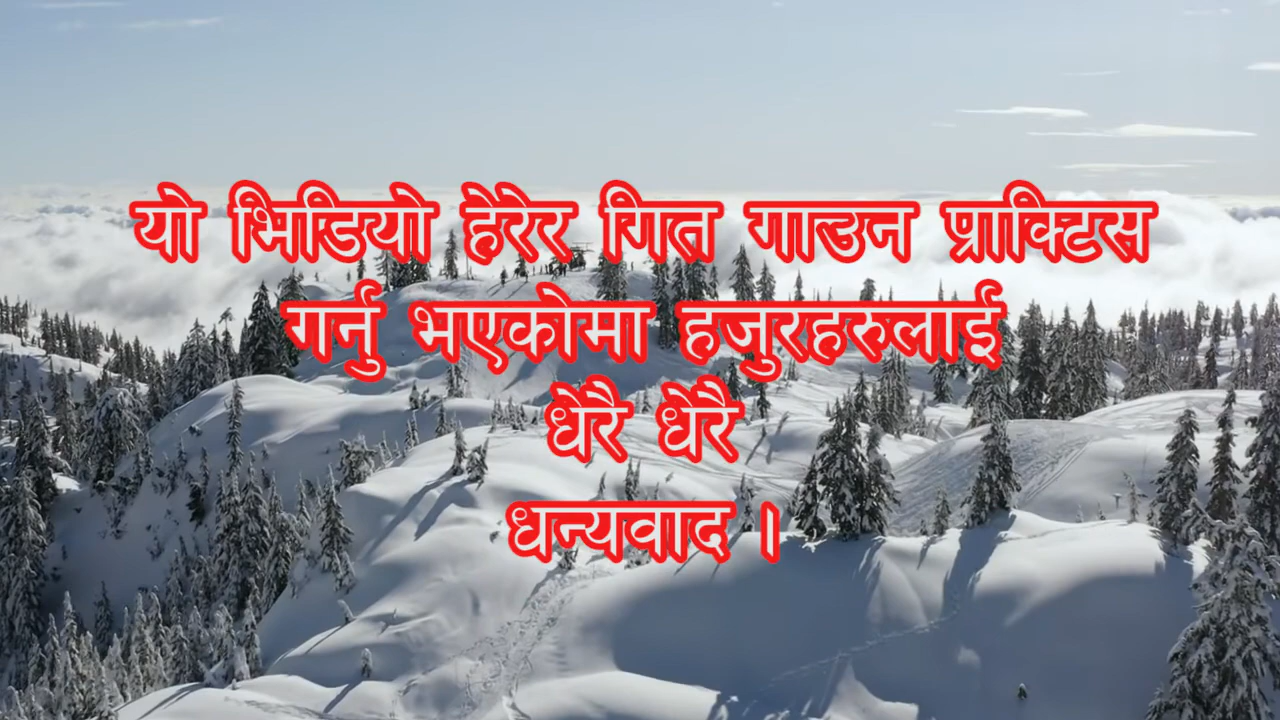 यो भिडियो हेरेर गित गाउन प्राक्टिस
गर्नु भएकोमा हजुरहरुलाई
धेरै धेरै
धन्यवाद ।